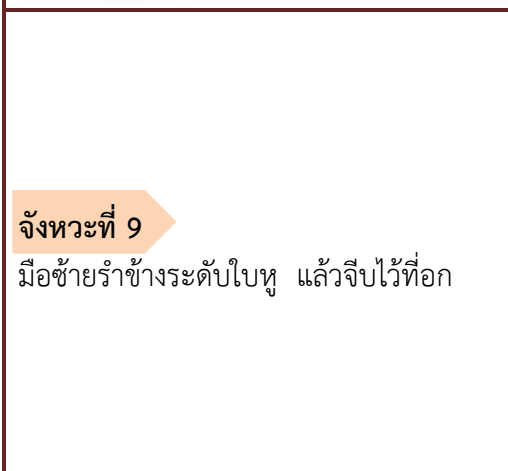 จังหวะที่ 9
มือซ้ายรำข้างระดับใบหู แล้วจีบไว้ที่อก